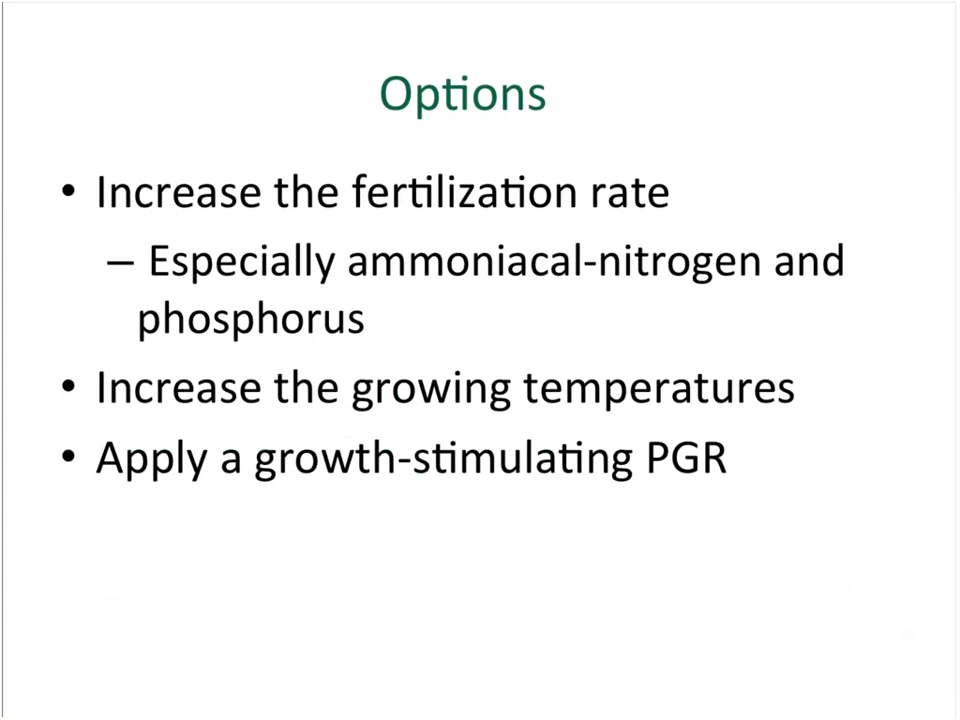 Options
• Increase the fertilization rate
– Especially ammoniacal-nitrogen and
phosphorus
• Increase the growing temperatures
• Apply a growth-stimulating PGR